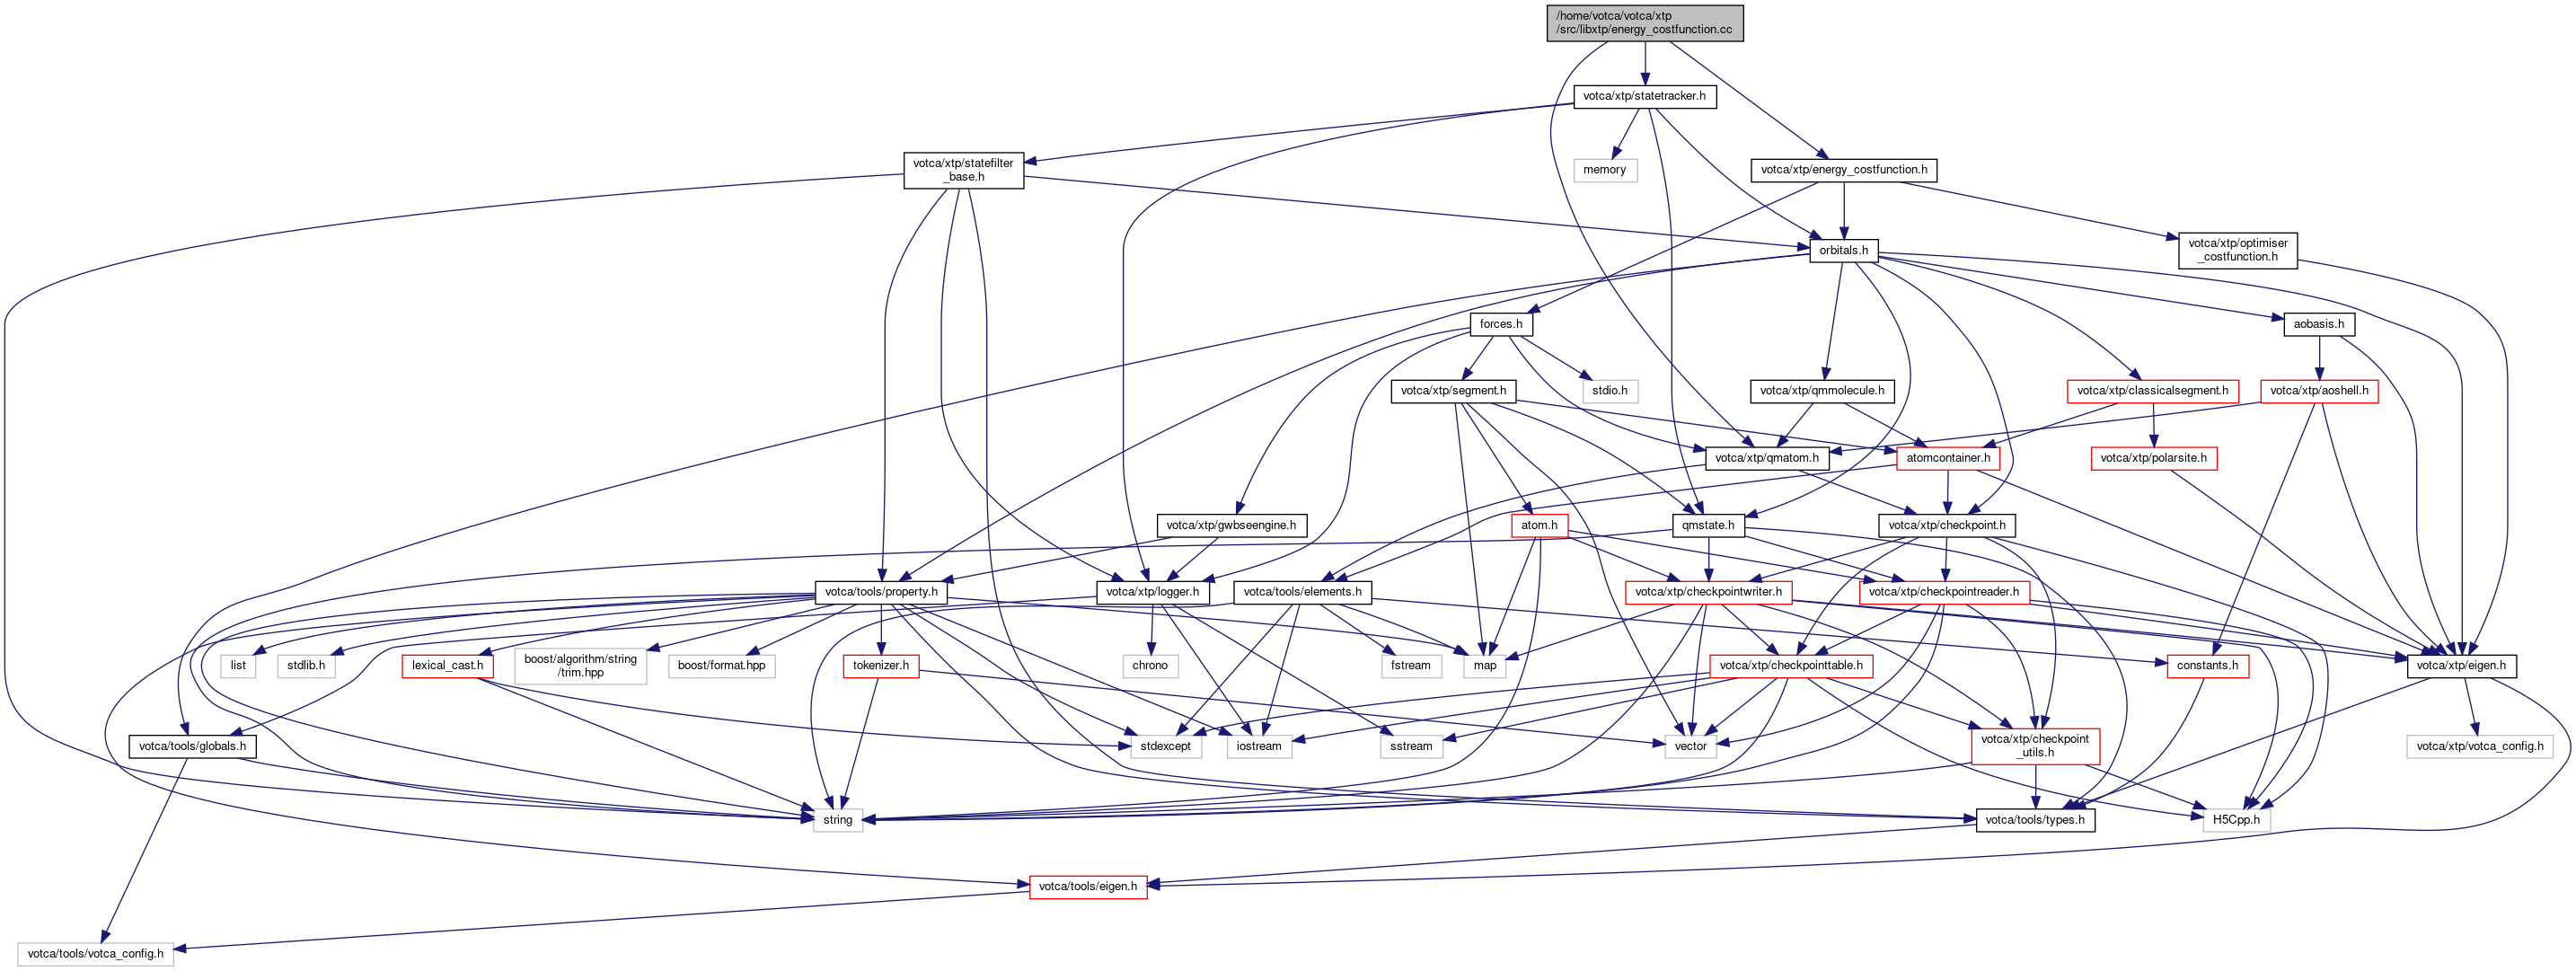 /home/votca/votca/xtp
/src/libxtp/energy_costfunction.cc
votca/xtp/statetracker.h
votca/xtp/statefilter
_base.h
memory
votca/xtp/energy_costfunction.h
orbitals.h
votca/xtp/optimiser
_costfunction.h
forces.h
aobasis.h
votca/xtp/segment.h
stdio.h
votca/xtp/qmmolecule.h
votca/xtp/classicalsegment.h
votca/xtp/aoshell.h
votca/xtp/qmatom.h
atomcontainer.h
votca/xtp/polarsite.h
votca/xtp/gwbseengine.h
atom.h
qmstate.h
votca/xtp/checkpoint.h
votca/tools/property.h
votca/xtp/logger.h
votca/tools/elements.h
votca/xtp/checkpointwriter.h
votca/xtp/checkpointreader.h
list
stdlib.h
lexical_cast.h
boost/algorithm/string
/trim.hpp
boost/format.hpp
tokenizer.h
chrono
fstream
map
votca/xtp/checkpointtable.h
constants.h
votca/xtp/eigen.h
votca/tools/globals.h
stdexcept
iostream
sstream
vector
votca/xtp/checkpoint
_utils.h
votca/xtp/votca_config.h
string
votca/tools/types.h
H5Cpp.h
votca/tools/eigen.h
votca/tools/votca_config.h